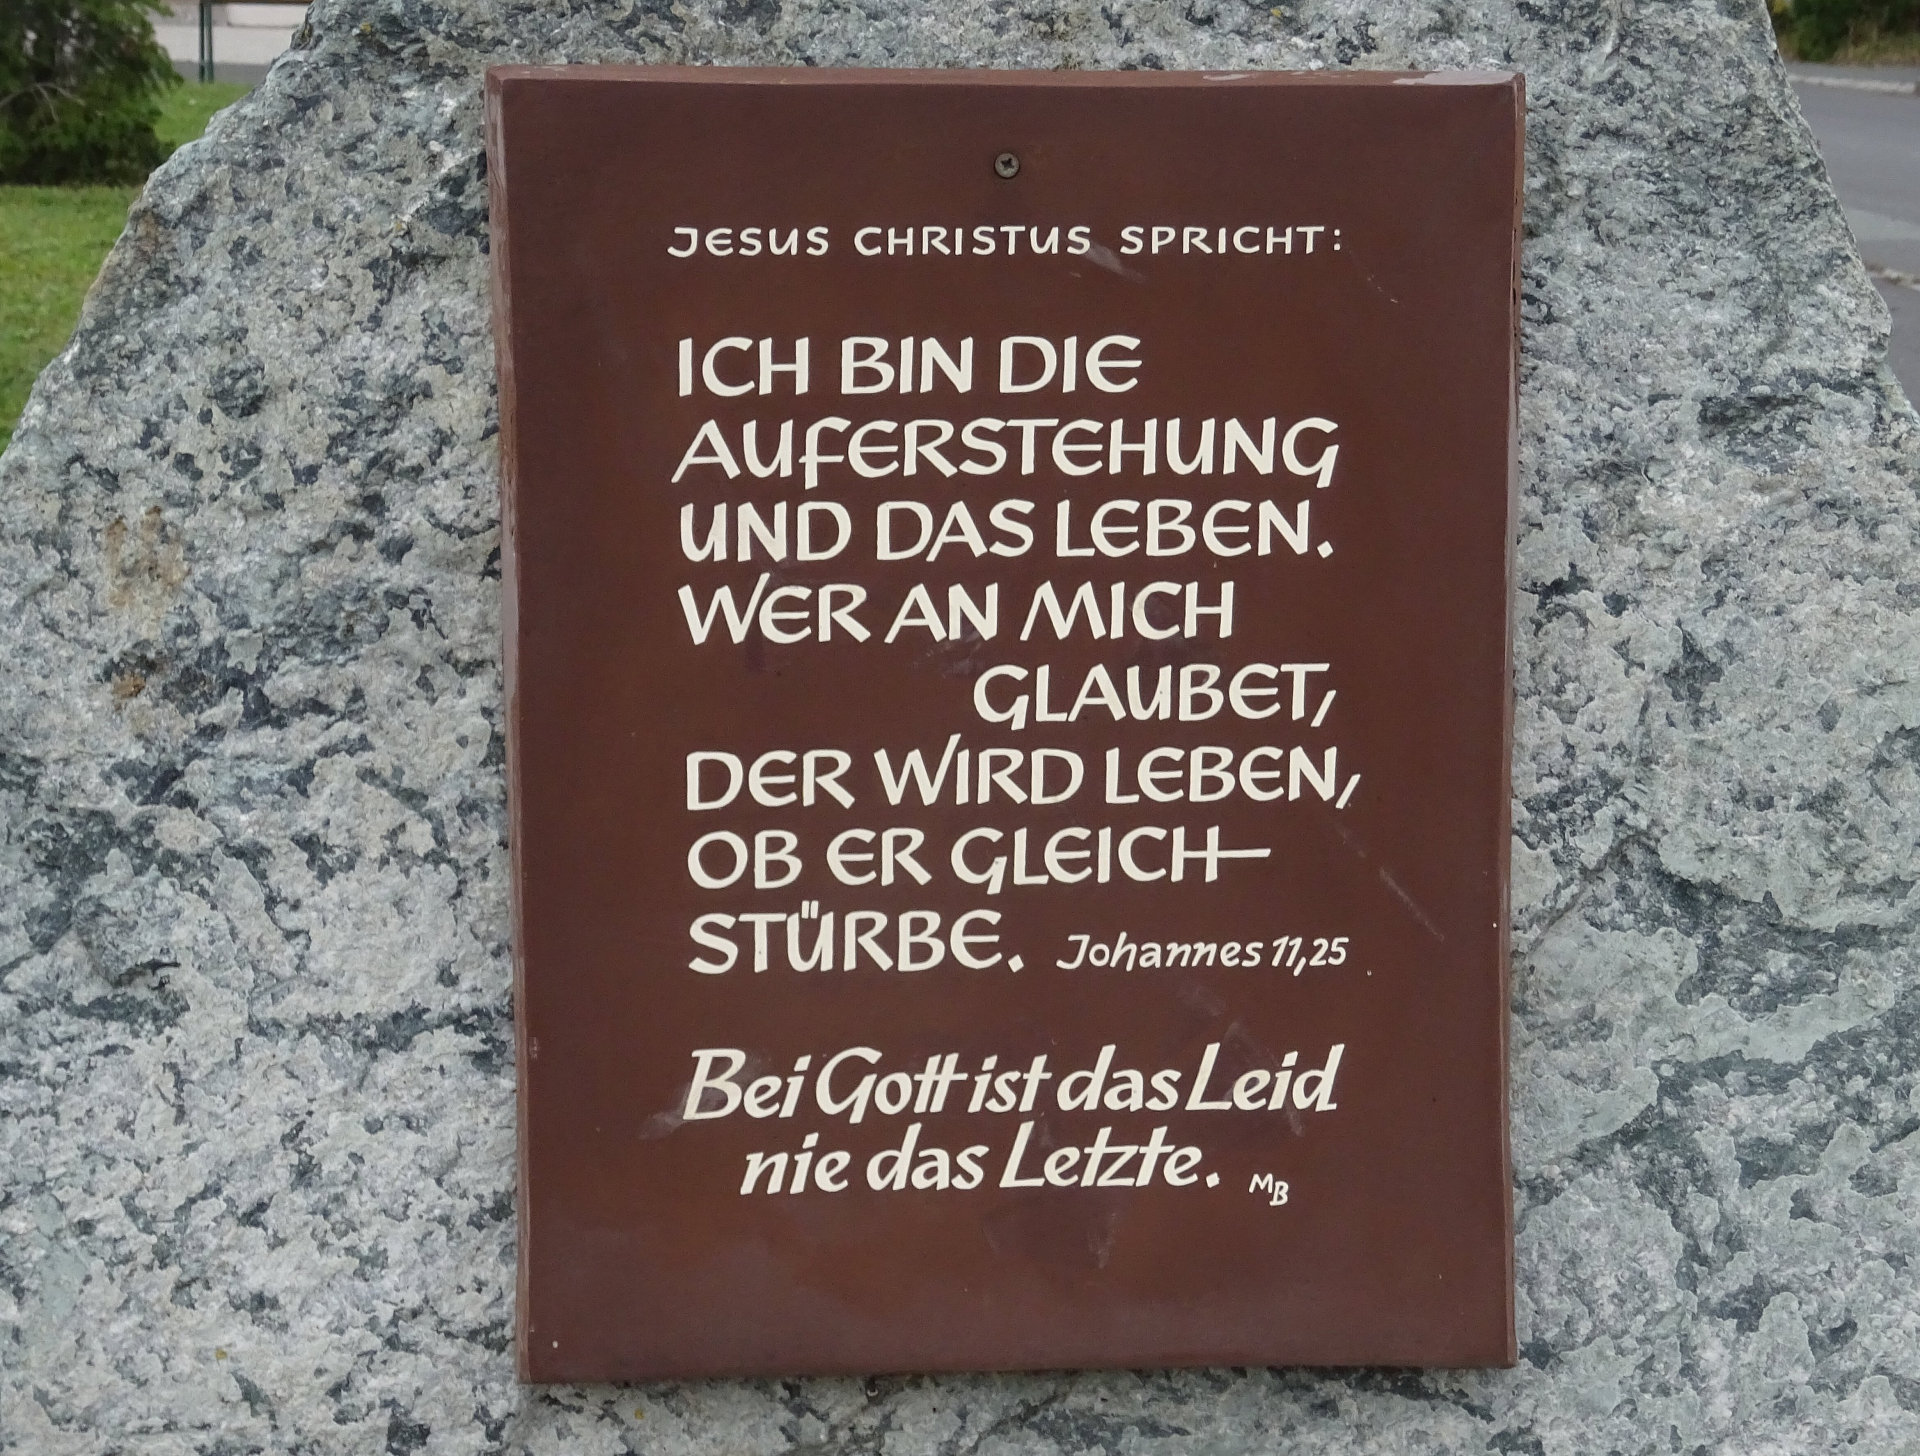 JESUS CHRISTUS SPRICHT:
ICH BIN DIE
AUFERSTEHUNG
UND DAS LEBEN.
WER AN MICH
GLAUBET,
DER WIRD LEBEN,
OB ER GLEICH
STÜRBE. Johannes 11,25
Bei Gott ist das Leid
nie das Letzte. MB